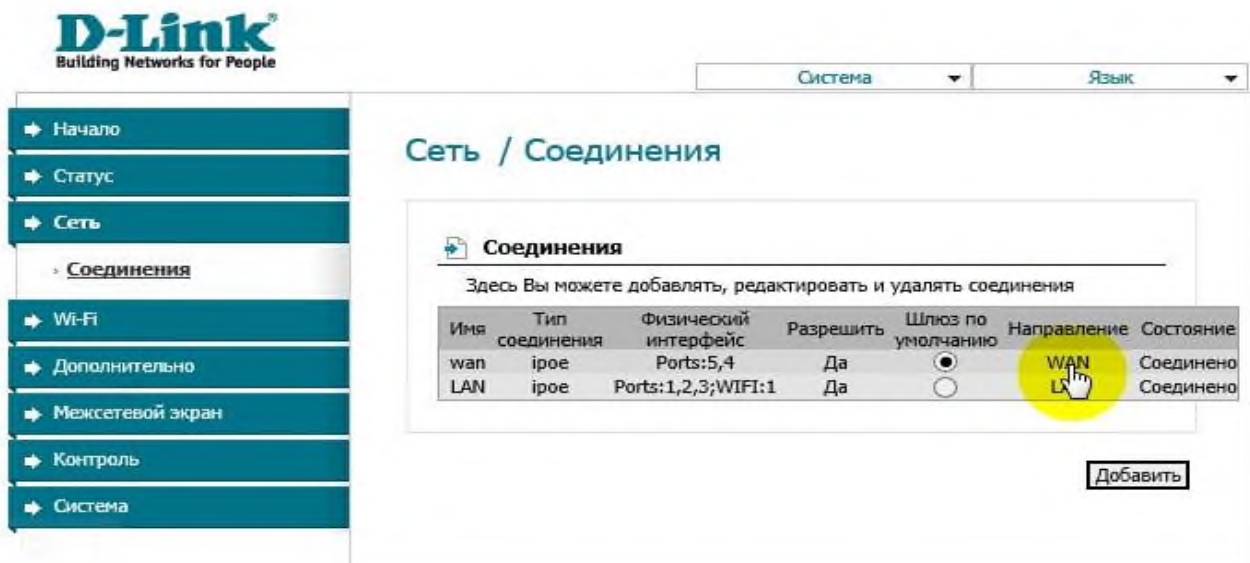 D-Link
Building Networks for People
Система
Язык
Начало
Статус
Сеть
Соединения
Wi-Fi
Дополнительно
Межсетевой экран
Контроль
Система
Сеть / Соединения
Соединения
Здесь Вы можете добавлять, редактировать и удалять соединения
Имя Тип соединения Физический интерфейс Разрешить Шлюз по умолчанию Направление Состояние
wan ipoe Ports:5,4 Да WAN Соединено
LAN ipoe Ports:1,2,3;WIFI:1 Да Соединено
Добавить